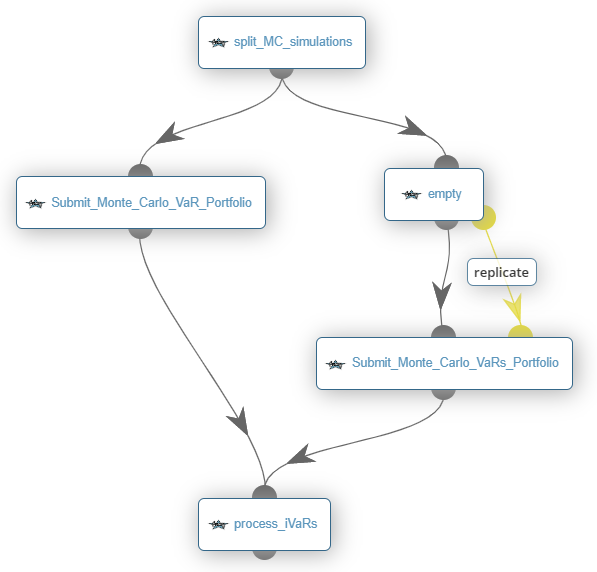 split_MC_simulations
Submit_Monte_Carlo_VaR_Portfolio
empty
replicate
Submit_Monte_Carlo_VaRs_Portfolio
process_iVaRs